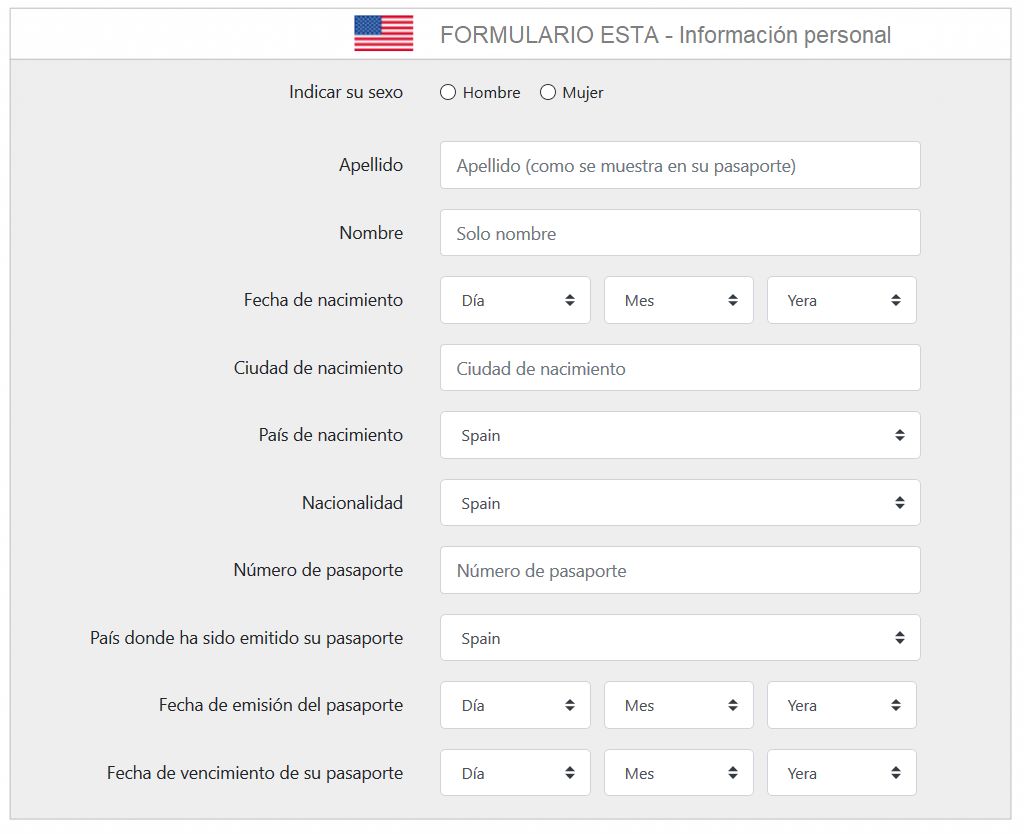 FORMULARIO ESTA - Información personal
Indicar su sexo Hombre Mujer
Apellido Apellido (como se muestra en su pasaporte)
Nombre Solo nombre
Fecha de nacimiento Día Mes Yera
Ciudad de nacimiento Ciudad de nacimiento
País de nacimiento Spain
Nacionalidad Spain
Número de pasaporte Número de pasaporte
País donde ha sido emitido su pasaporte Spain
Fecha de emisión del pasaporte Día Mes Yera
Fecha de vencimiento de su pasaporte Día Mes Yera